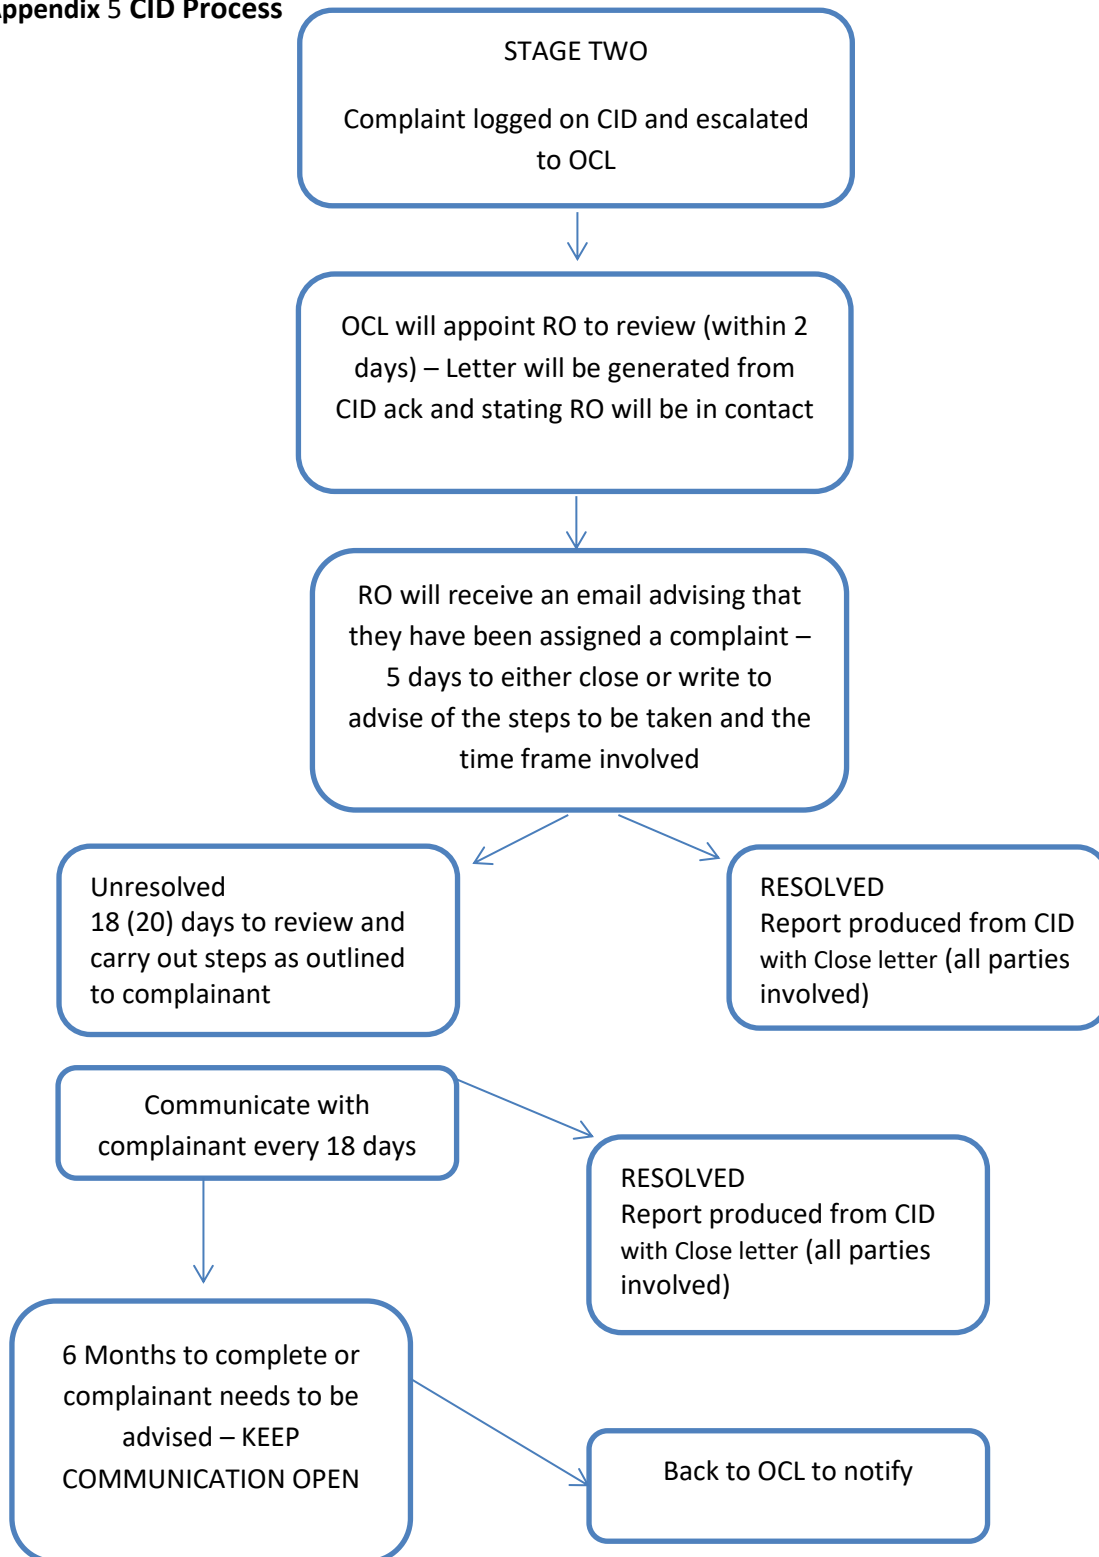 Appendix 5 CID Process
STAGE TWO
Complaint logged on CID and escalated
to OCL
OCL will appoint RO to review (within 2
days) – Letter will be generated from
CID ack and stating RO will be in contact
RO will receive an email advising that
they have been assigned a complaint –
5 days to either close or write to
advise of the steps to be taken and the
time frame involved
Unresolved
18 (20) days to review and
carry out steps as outlined
to complainant
RESOLVED
Report produced from CID
with Close letter (all parties
involved)
Communicate with
complainant every 18 days
RESOLVED
Report produced from CID
with Close letter (all parties
involved)
6 Months to complete or
complainant needs to be
advised – KEEP
COMMUNICATION OPEN
Back to OCL to notify